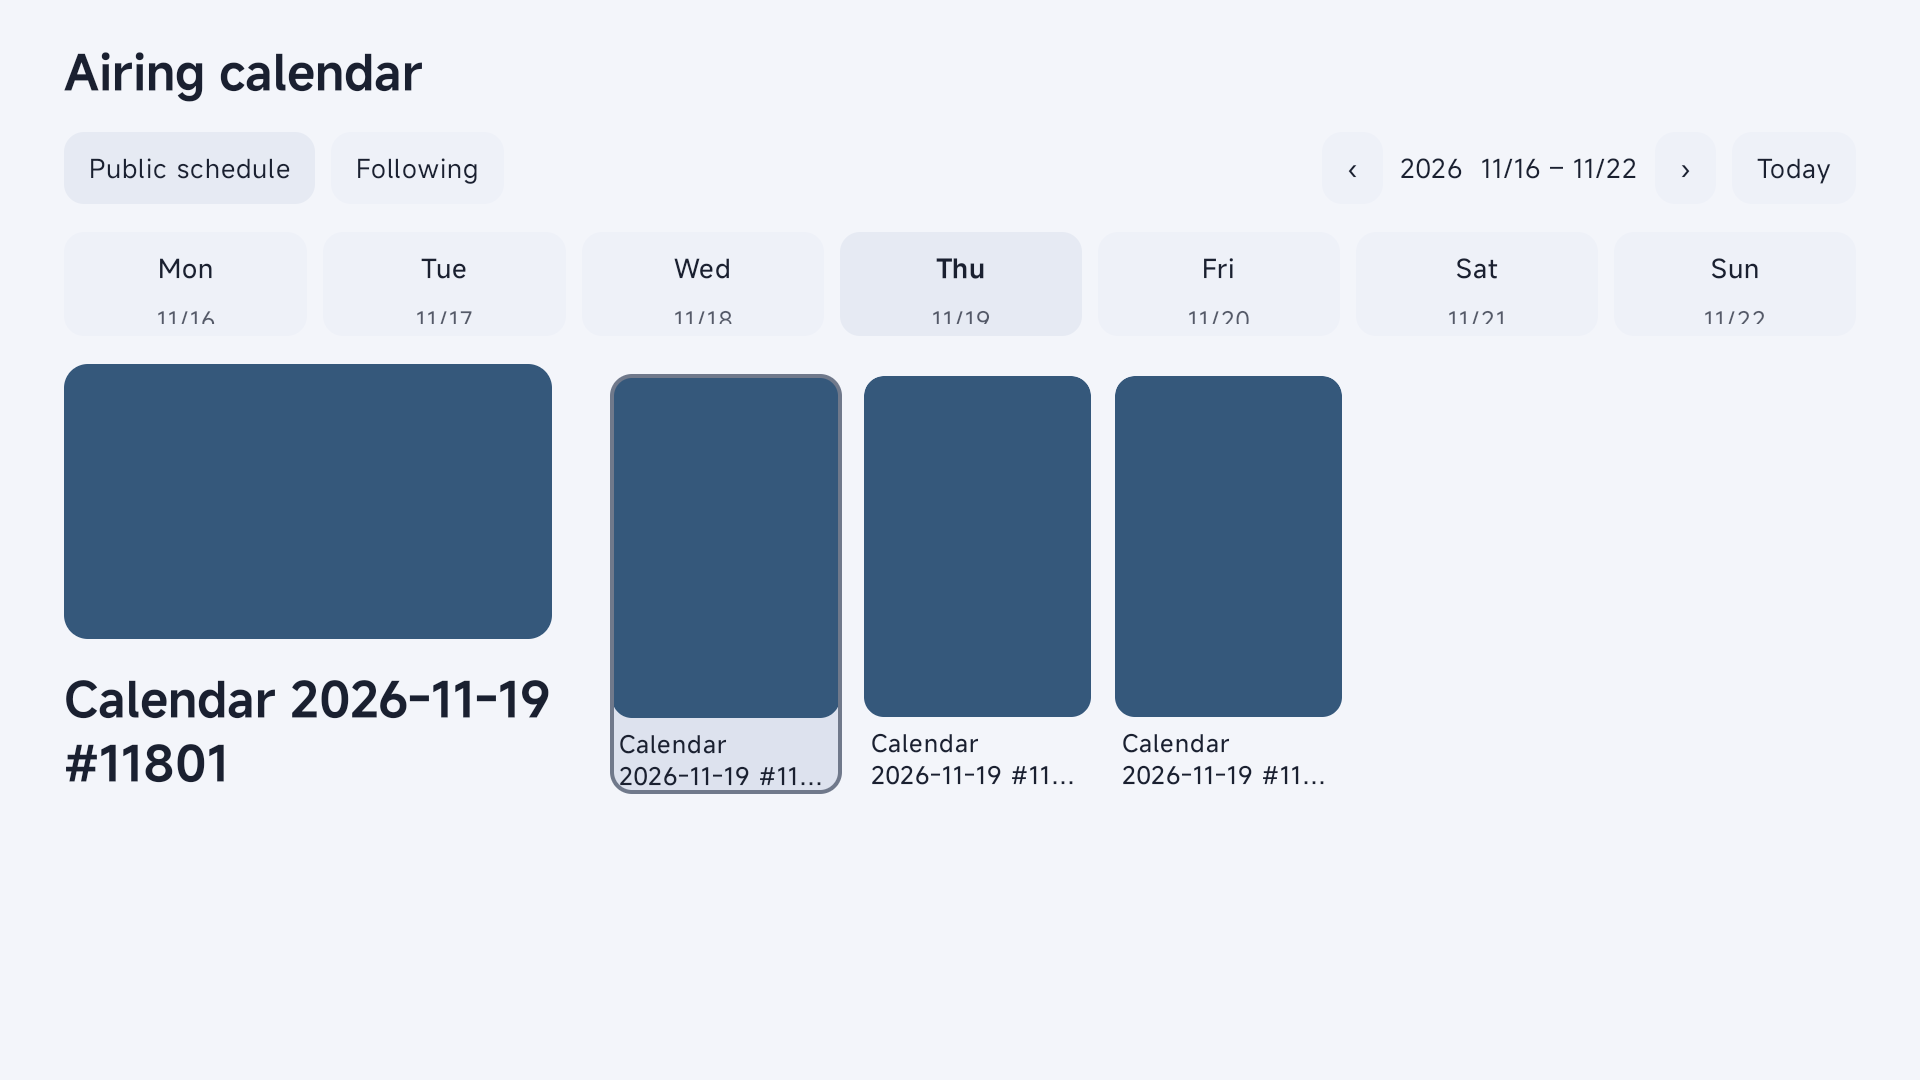 Airing calendar
Public schedule
Following
‹
2026 11/16 – 11/22
›
Today
Mon
11/16
Tue
11/17
Wed
11/18
Thu
11/19
Fri
11/20
Sat
11/21
Sun
11/22
Calendar 2026-11-19
#11801
Calendar
2026-11-19 #11...
Calendar
2026-11-19 #11...
Calendar
2026-11-19 #11...